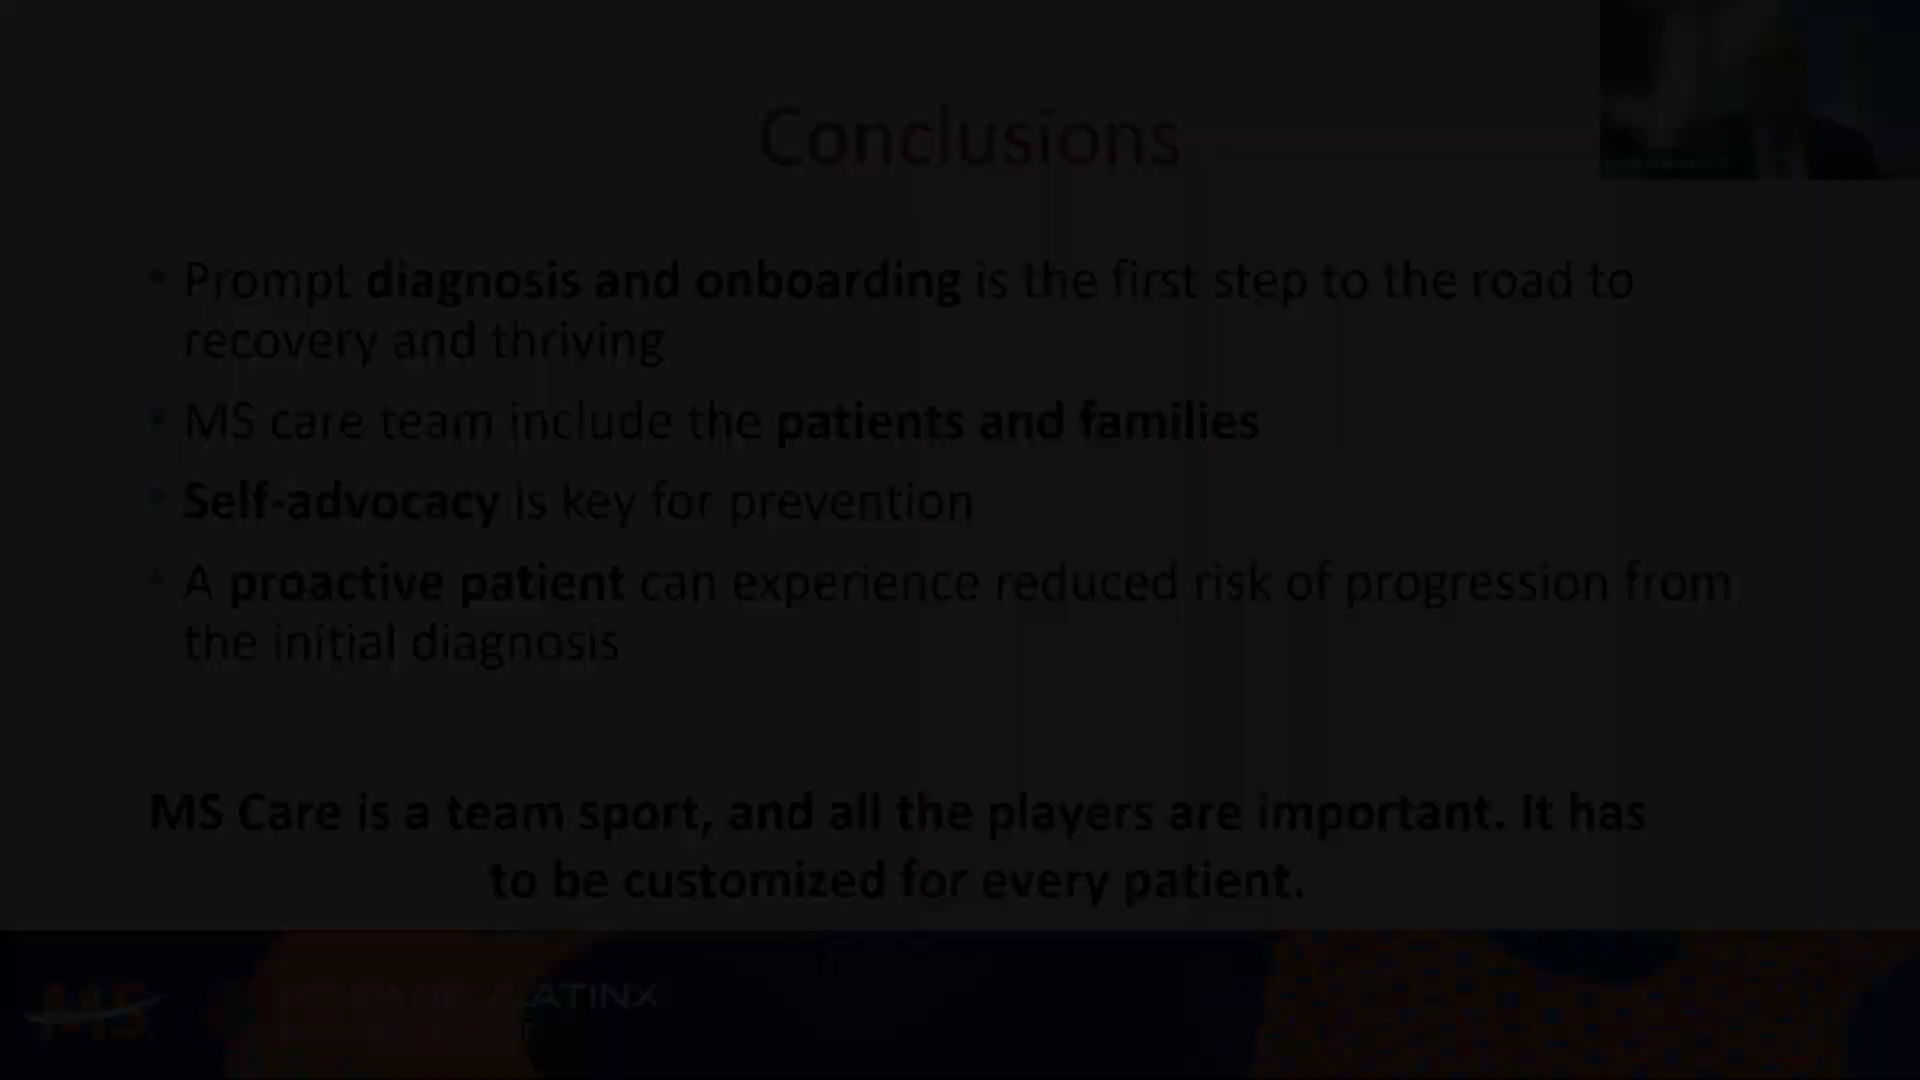 Conclusions
• Prompt diagnosis and onboarding is the first step to the road to
recovery and thriving
• MS care team include the patients and families
• Self-advocacy is key for prevention
• A proactive patient can experience reduced risk of progression from
the initial diagnosis
MS Care is a team sport, and all the players are important. It has
to be customized for every patient.
MS
LATINX